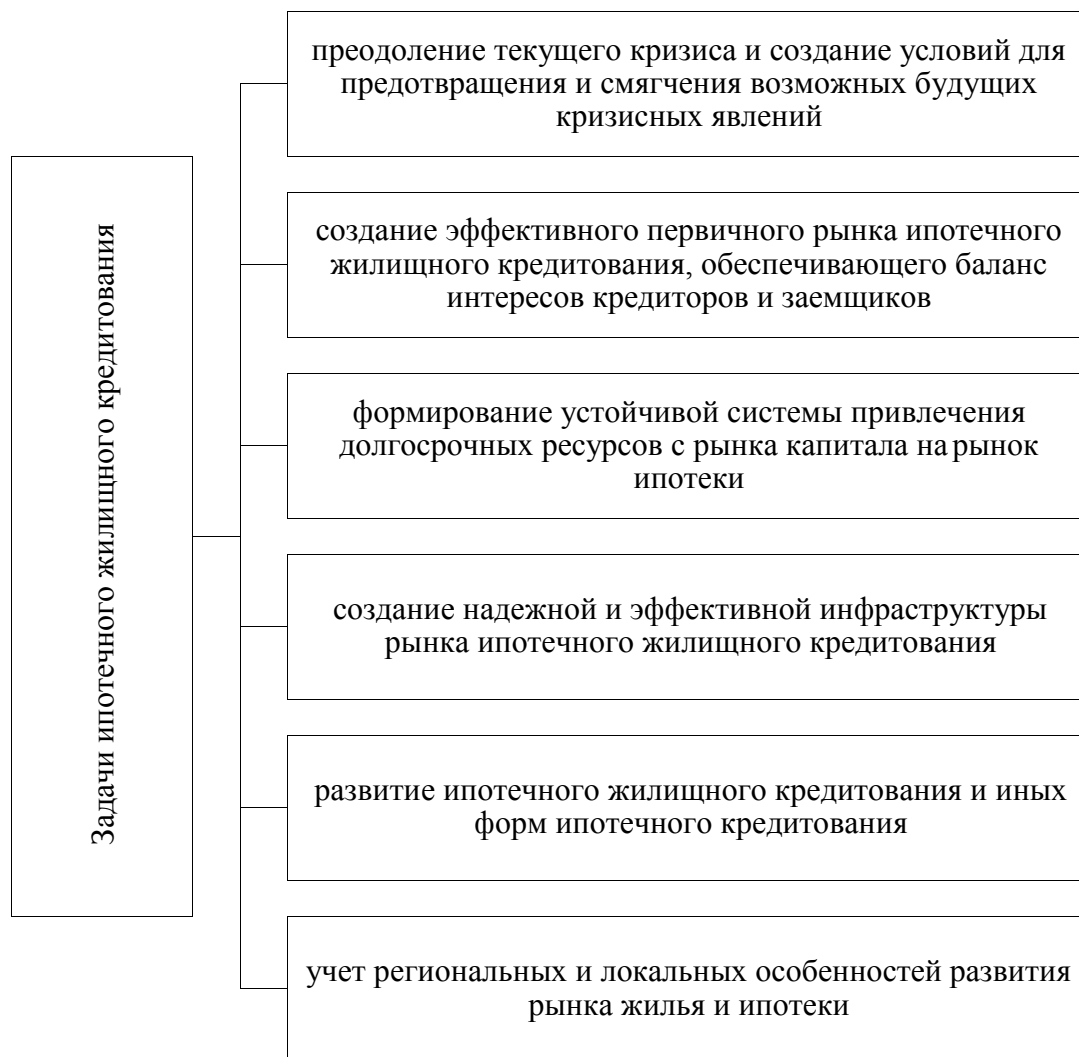 Задачи ипотечного жилищного кредитования
преодоление текущего кризиса и создание условий для
предотвращения и смягчения возможных будущих
кризисных явлений
создание эффективного первичного рынка ипотечного
жилищного кредитования, обеспечивающего баланс
интересов кредиторов и заемщиков
формирование устойчивой системы привлечения
долгосрочных ресурсов с рынка капитала на рынок
ипотеки
создание надежной и эффективной инфраструктуры
рынка ипотечного жилищного кредитования
развитие ипотечного жилищного кредитования и иных
форм ипотечного кредитования
учет региональных и локальных особенностей развития
рынка жилья и ипотеки